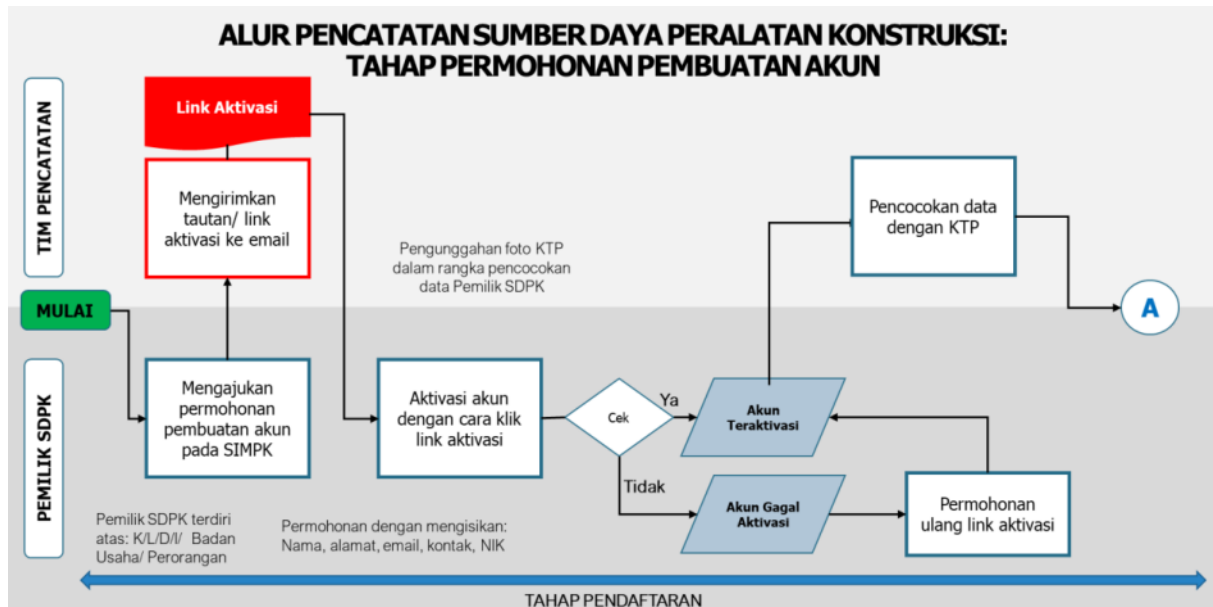 ALUR PENCATATAN SUMBER DAYA PERALATAN KONSTRUKSI:
TAHAP PERMOHONAN PEMBUATAN AKUN
TIM PENCATATAN
Link Aktivasi
Mengirimkan
tautan/ link
aktivasi ke email
Pengunggahan foto KTP
dalam rangka pencocokan
data Pemilik SDPK
Pencocokan data
dengan KTP
A
MULAI
PEMILIK SDPK
Mengajukan
permohonan
pembuatan akun
pada SIMPK
Aktivasi akun
dengan cara klik
link aktivasi
Cek
Ya
Akun
Teraktivasi
Tidak
Akun Gagal
Aktivasi
Permohonan
ulang link aktivasi
Pemilik SDPK terdiri
atas: K/L/D/I/ Badan
Usaha/ Perorangan
Permohonan dengan mengisikan:
Nama, alamat, email, kontak, NIK
TAHAP PENDAFTARAN